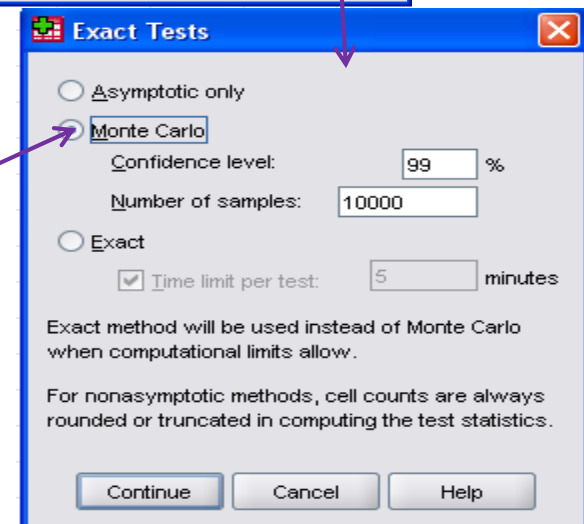 Exact Tests
Asymptotic only
Monte Carlo
Confidence level: 99 %
Number of samples: 10000
Exact
Time limit per test: 5 minutes
Exact method will be used instead of Monte Carlo
when computational limits allow.
For nonasymptotic methods, cell counts are always
rounded or truncated in computing the test statistics.
Continue Cancel Help